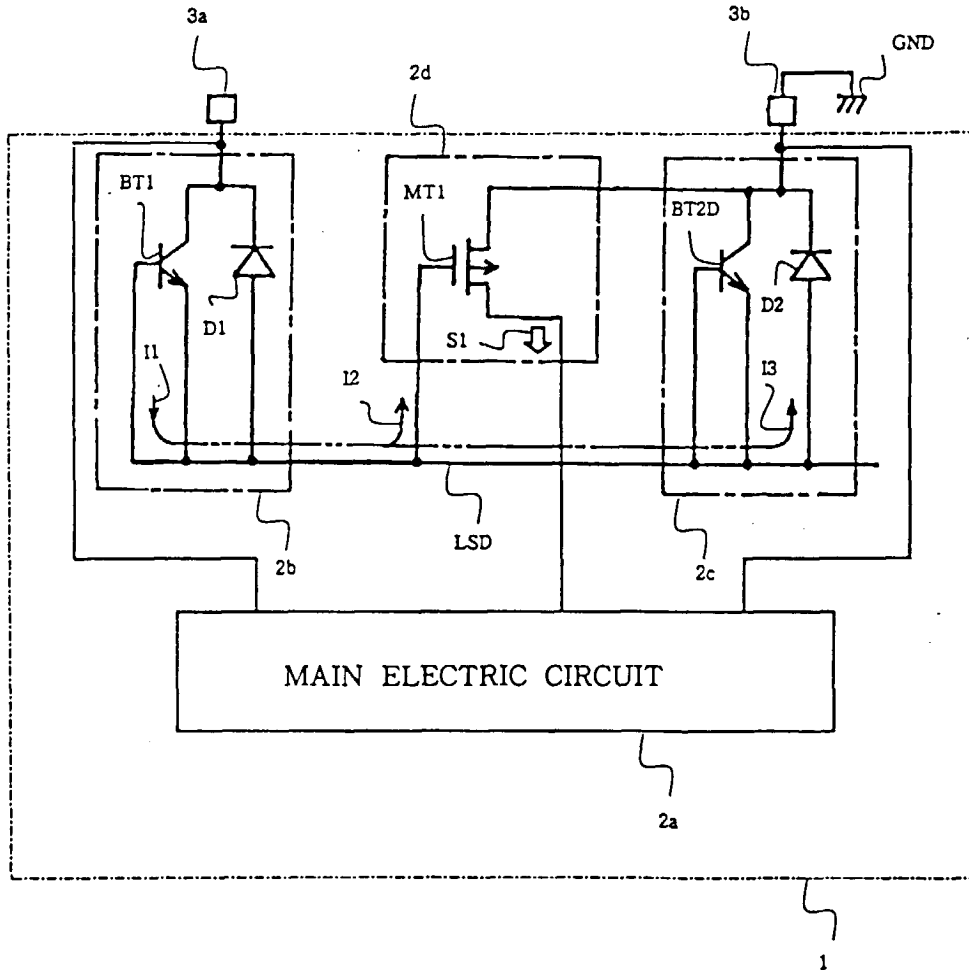 3a
3b
GND
2d
BT1
MT1
BT2D
D1
D2
S1
I1
I2
I3
LSD
2b
2c
MAIN ELECTRIC CIRCUIT
2a
1